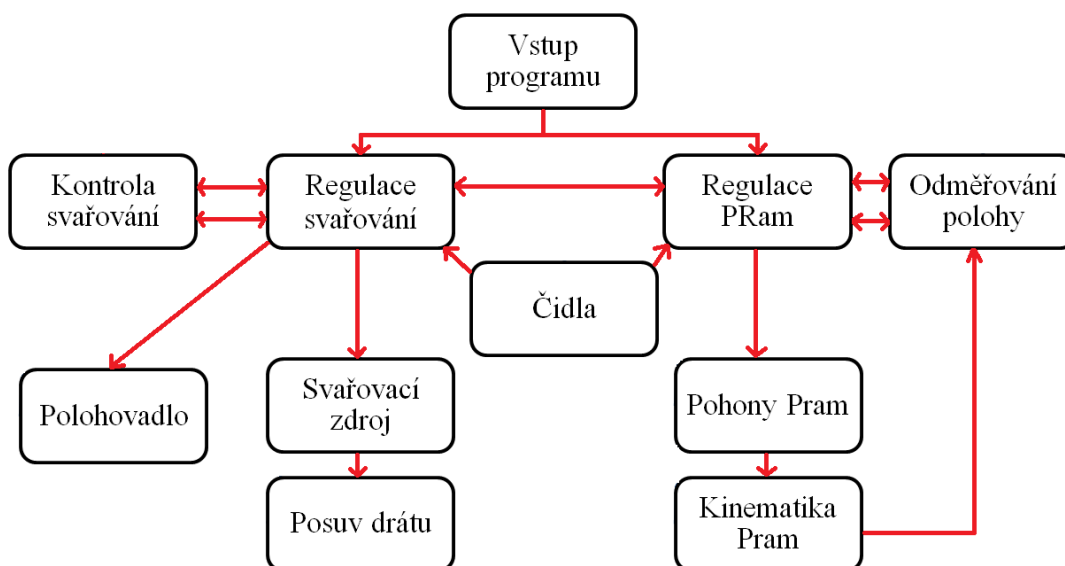 Vstup
programu
Kontrola
svařování
Regulace
svařování
Regulace
PRam
Odměřování
polohy
Čidla
Polohovadlo
Svařovací
zdroj
Pohony Pram
Posuv drátu
Kinematika
Pram